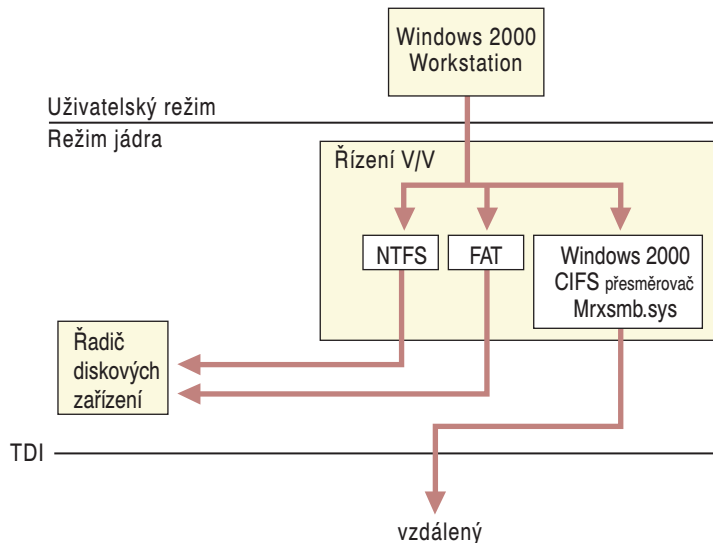 Windows 2000
Workstation
Uživatelský režim
Režim jádra
Řízení V/V
NTFS
FAT
Windows 2000
CIFS přesměrovač
Mrxsmb.sys
Řadič
diskových
zařízení
TDI
vzdálený